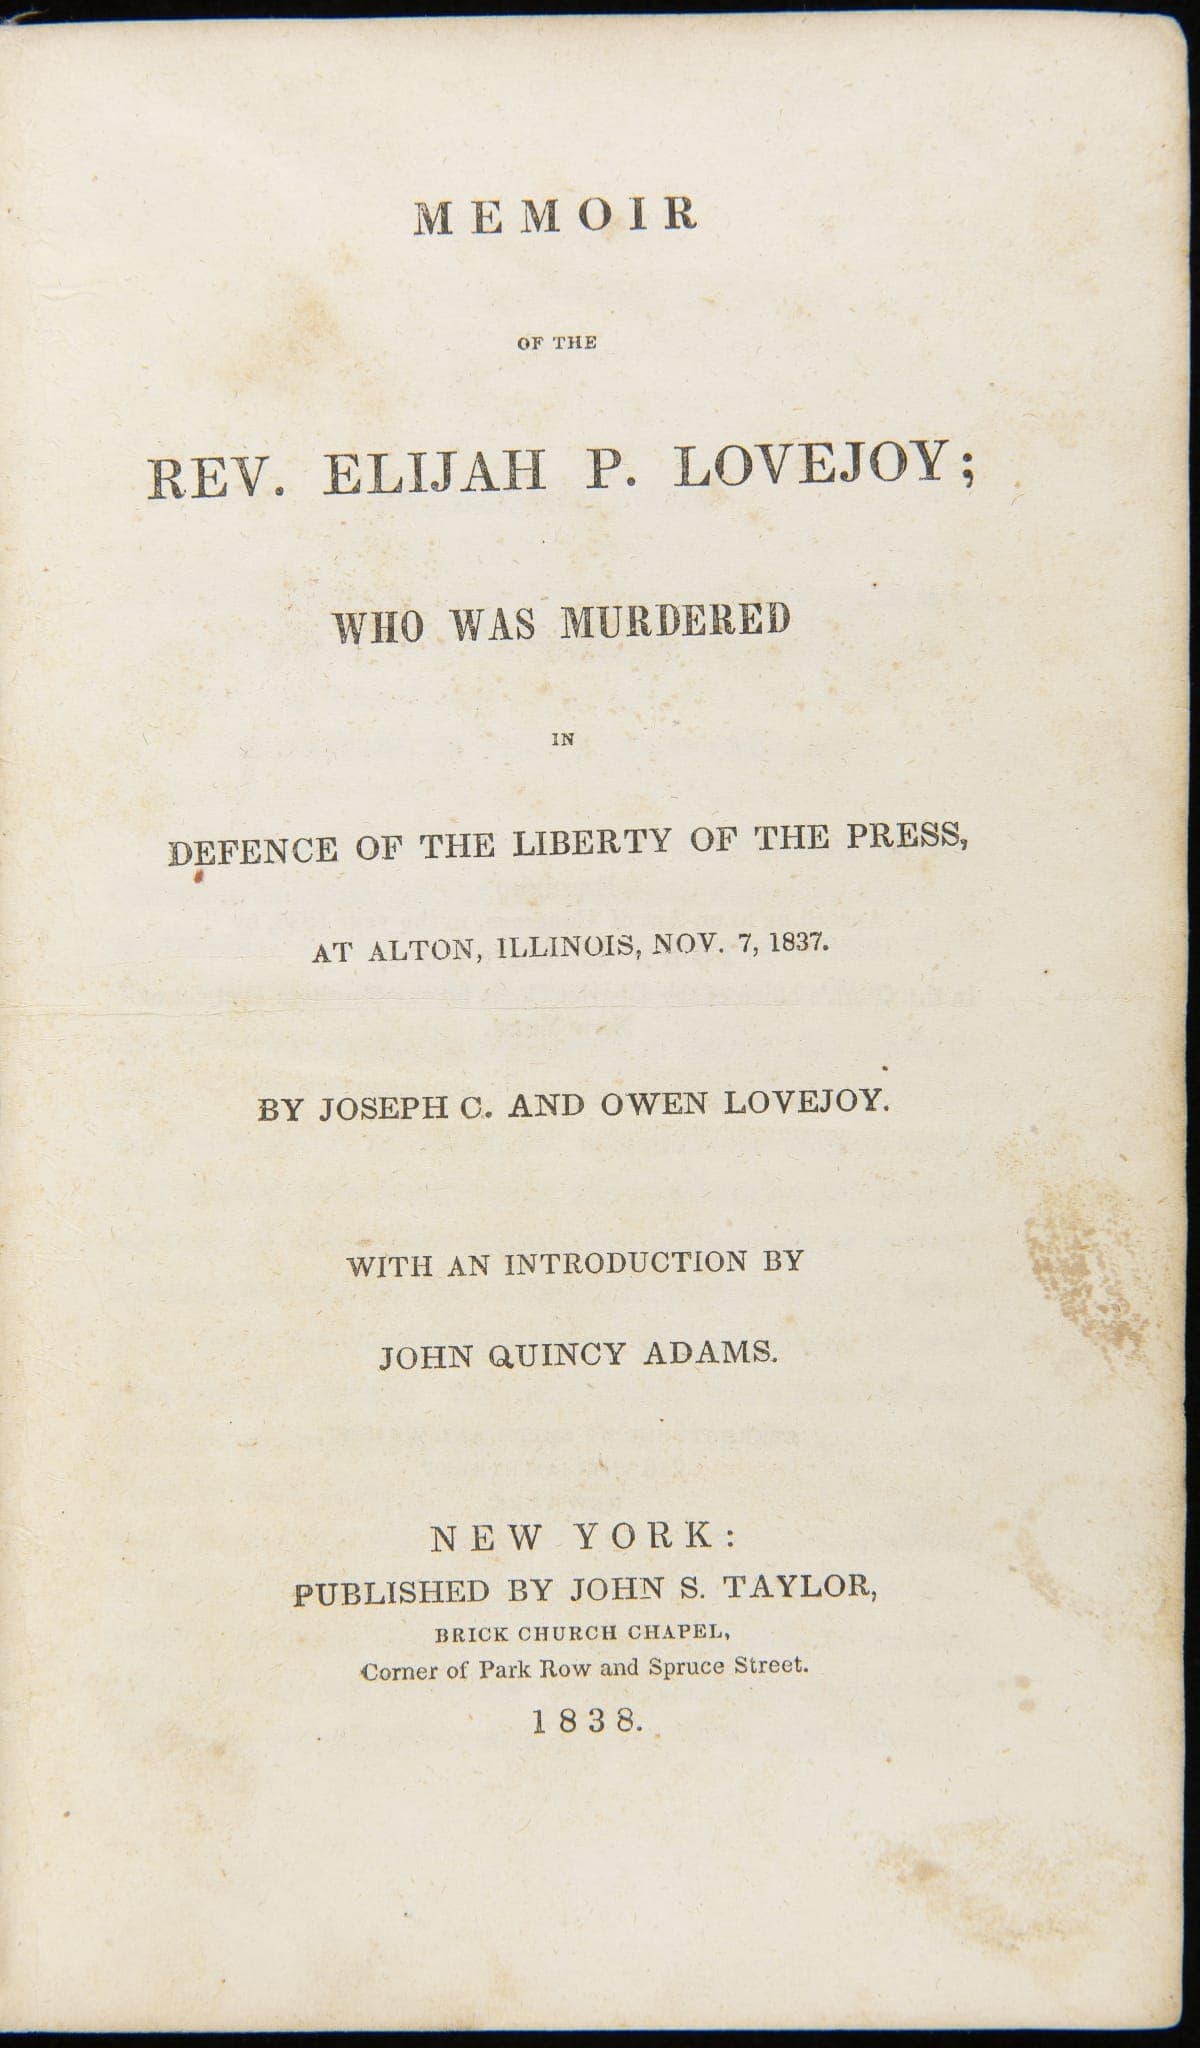 MEMOIR
OF THE
REV. ELIJAH P. LOVEJOY;
WHO WAS MURDERED
IN
DEFENCE OF THE LIBERTY OF THE PRESS,
AT ALTON, ILLINOIS, NOV. 7, 1837.
BY JOSEPH C. AND OWEN LOVEJOY.
WITH AN INTRODUCTION BY
JOHN QUINCY ADAMS.
NEW YORK:
PUBLISHED BY JOHN S. TAYLOR,
BRICK CHURCH CHAPEL,
Corner of Park Row and Spruce Street.
1838.